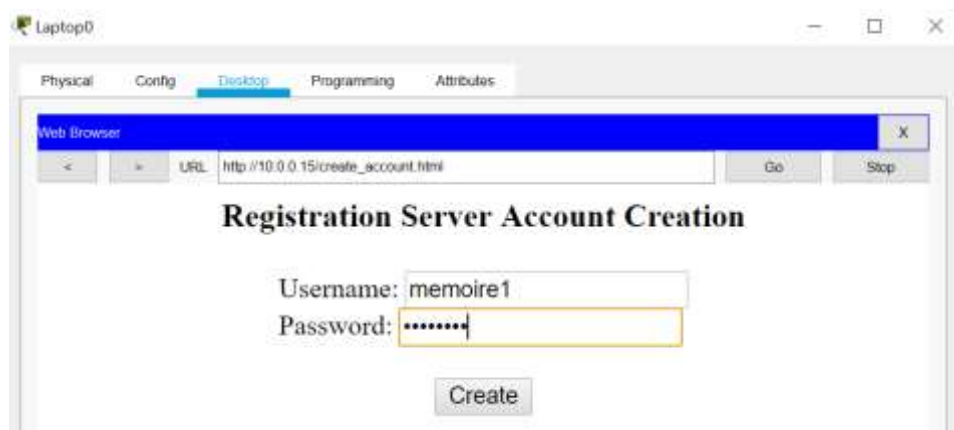 Laptop0
Physical Config Desktop Programming Attributes
Web Browser X
< > URL http://10.0.0.15/create_account.html Go Stop
Registration Server Account Creation
Username: memoire1
Password: ••••••••
Create